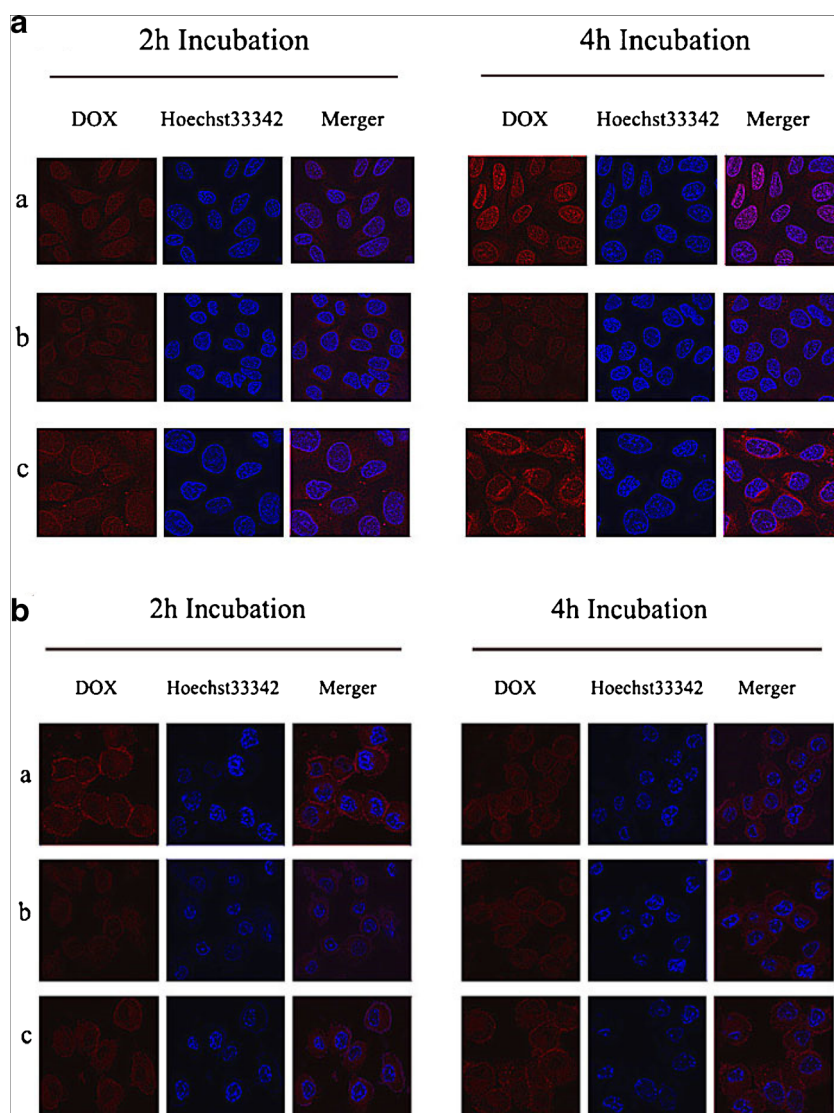 a
2h Incubation 4h Incubation
DOX Hoechst33342 Merger DOX Hoechst33342 Merger
a
b
c
b
2h Incubation 4h Incubation
DOX Hoechst33342 Merger DOX Hoechst33342 Merger
a
b
c